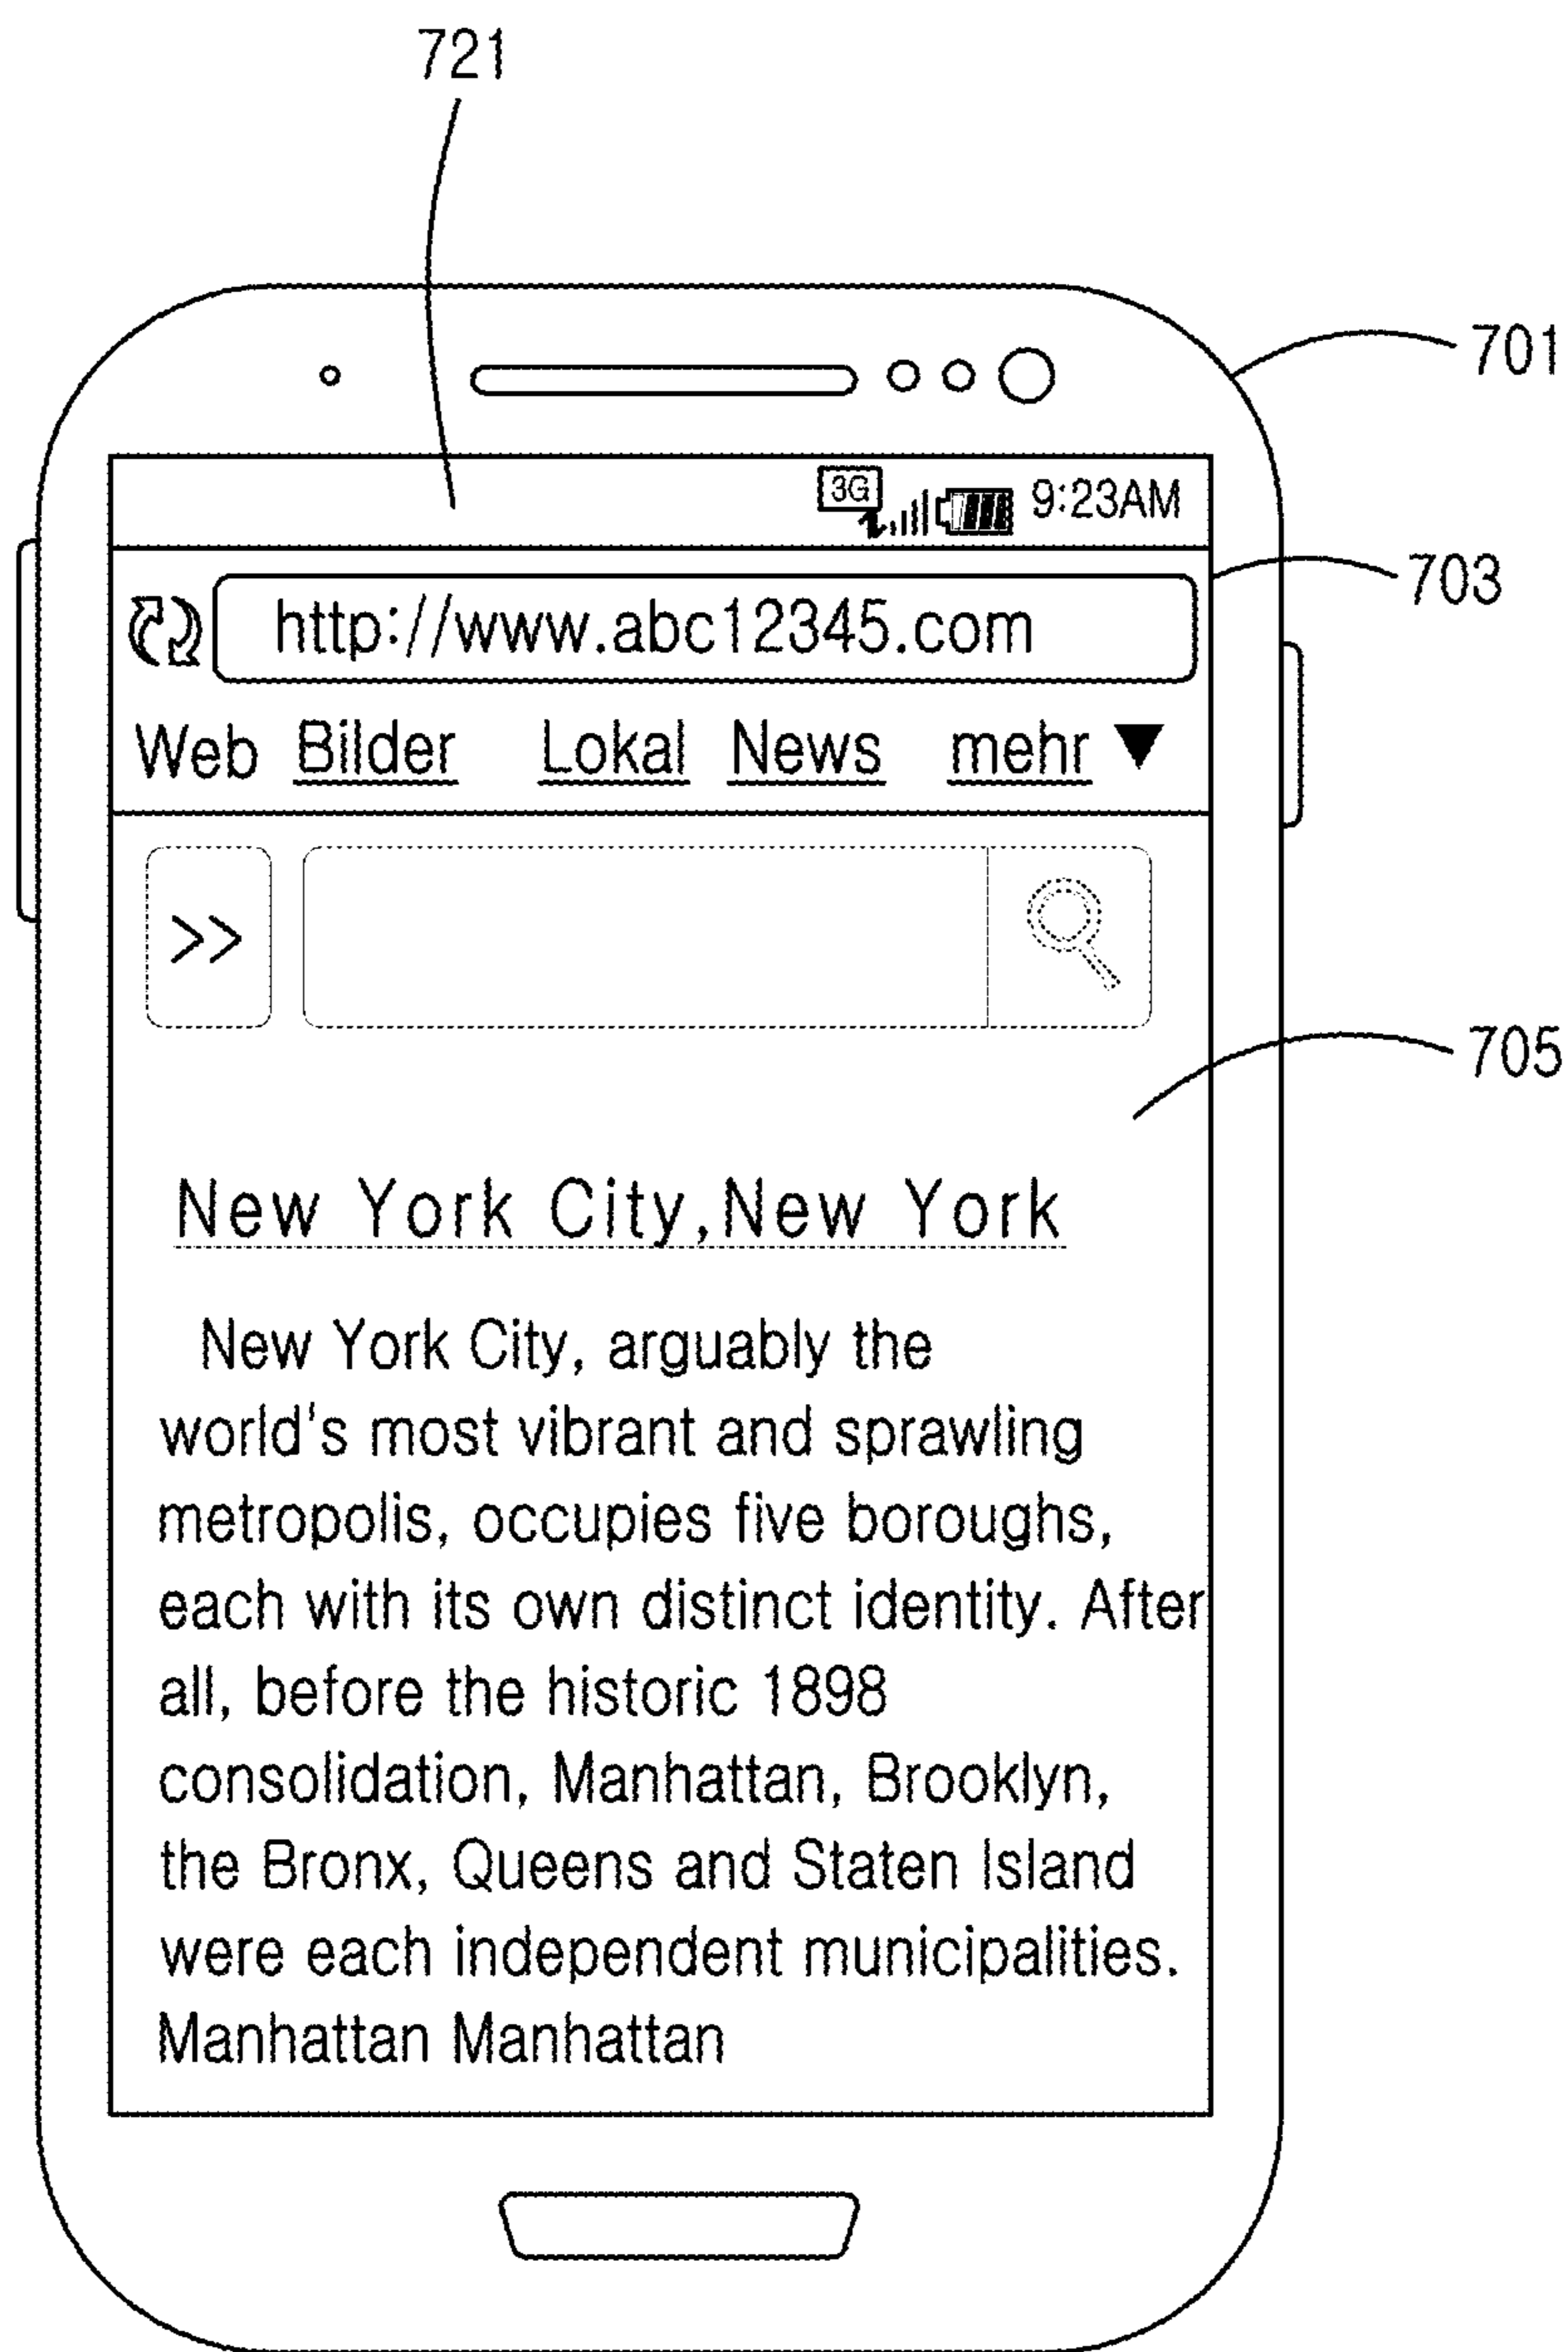 721
701
3G 9:23AM
703
http://www.abc12345.com
Web Bilder Lokal News mehr ▼
>>
705
New York City,New York
New York City, arguably the
world's most vibrant and sprawling
metropolis, occupies five boroughs,
each with its own distinct identity. After
all, before the historic 1898
consolidation, Manhattan, Brooklyn,
the Bronx, Queens and Staten Island
were each independent municipalities.
Manhattan Manhattan